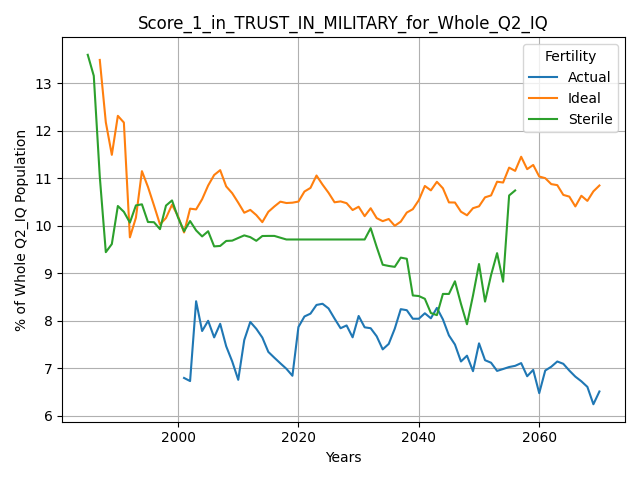 Score_1_in_TRUST_IN_MILITARY_for_Whole_Q2_IQ
Fertility
Actual
Ideal
Sterile
% of Whole Q2_IQ Population
13
12
11
10
9
8
7
6
2000 2020 2040 2060
Years